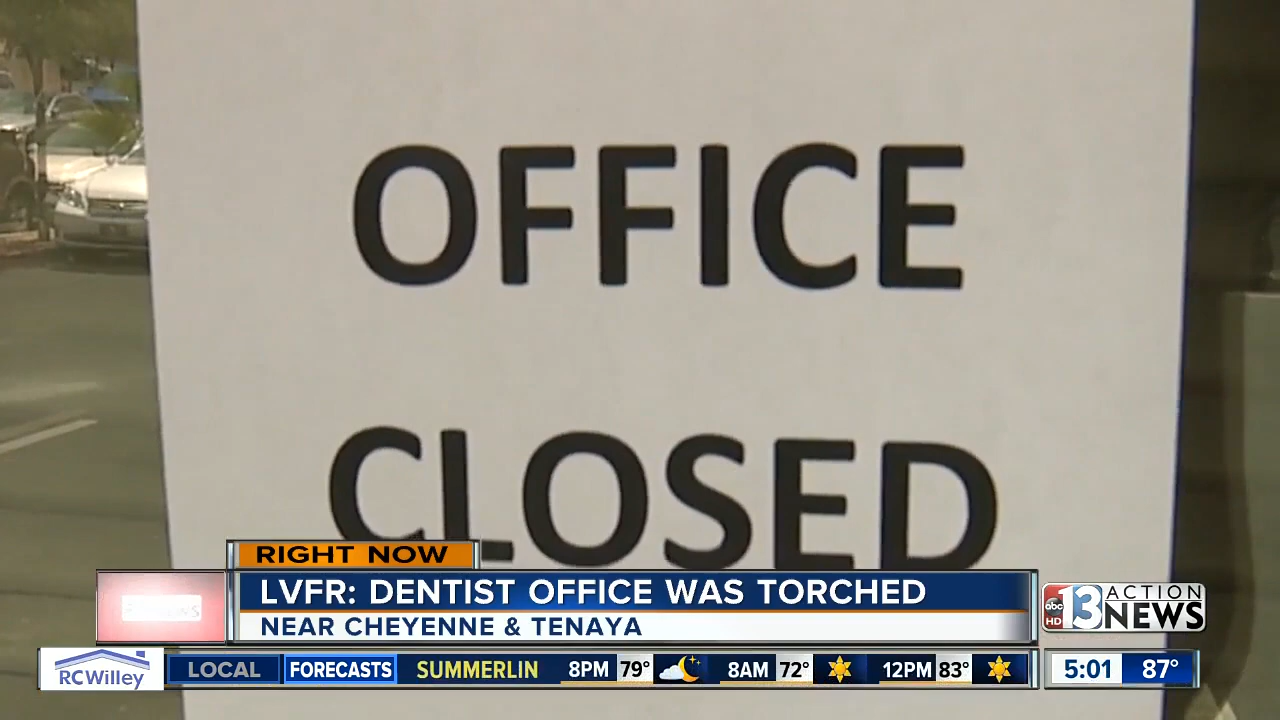 OFFICE
CLOSED
RIGHT NOW
LVFR: DENTIST OFFICE WAS TORCHED
NEAR CHEYENNE & TENAYA
abc HD 13 ACTION NEWS
RCWilley LOCAL FORECASTS SUMMERLIN 8PM 79° 8AM 72° 12PM 83° 5:01 87°